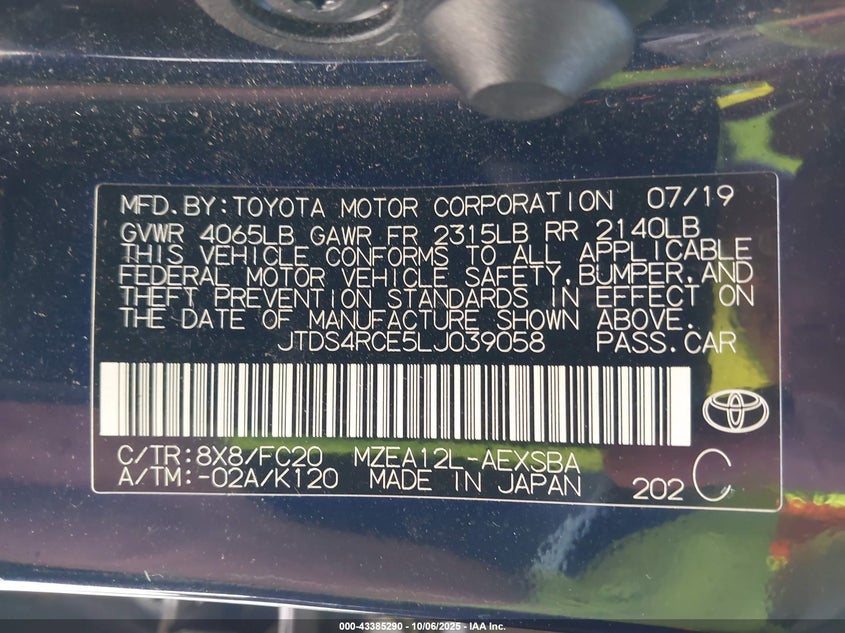 MFD.BY:TOYOTA MOTOR CORPORATION 07/19
GVWR 4065LB GAWR FR 2315LB RR 2140LB
THIS VEHICLE CONFORMS TO ALL APPLICABLE
FEDERAL MOTOR VEHICLE SAFETY,BUMPER,AND
THEFT PREVENTION STANDARDS IN EFFECT ON
THE DATE OF MANUFACTURE SHOWN ABOVE.
JTDS4RCE5LJ039058 PASS.CAR
C/TR:8X8/FC20 MZEA12L-AEXSBA
A/TM:-02A/K120 MADE IN JAPAN 202 C
000-43385290 - 10/06/2025 - IAA Inc.